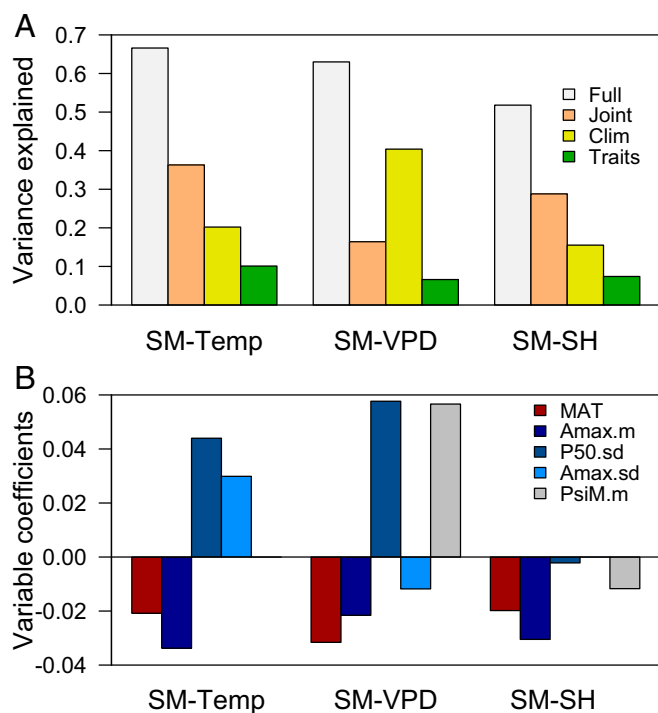 A
Variance explained
0.7
0.6
0.5
0.4
0.3
0.2
0.1
0.0
Full
Joint
Clim
Traits
SM-Temp SM-VPD SM-SH
B
Variable coefficients
0.06
0.04
0.02
0.00
-0.02
-0.04
MAT
Amax.m
P50.sd
Amax.sd
PsiM.m
SM-Temp SM-VPD SM-SH